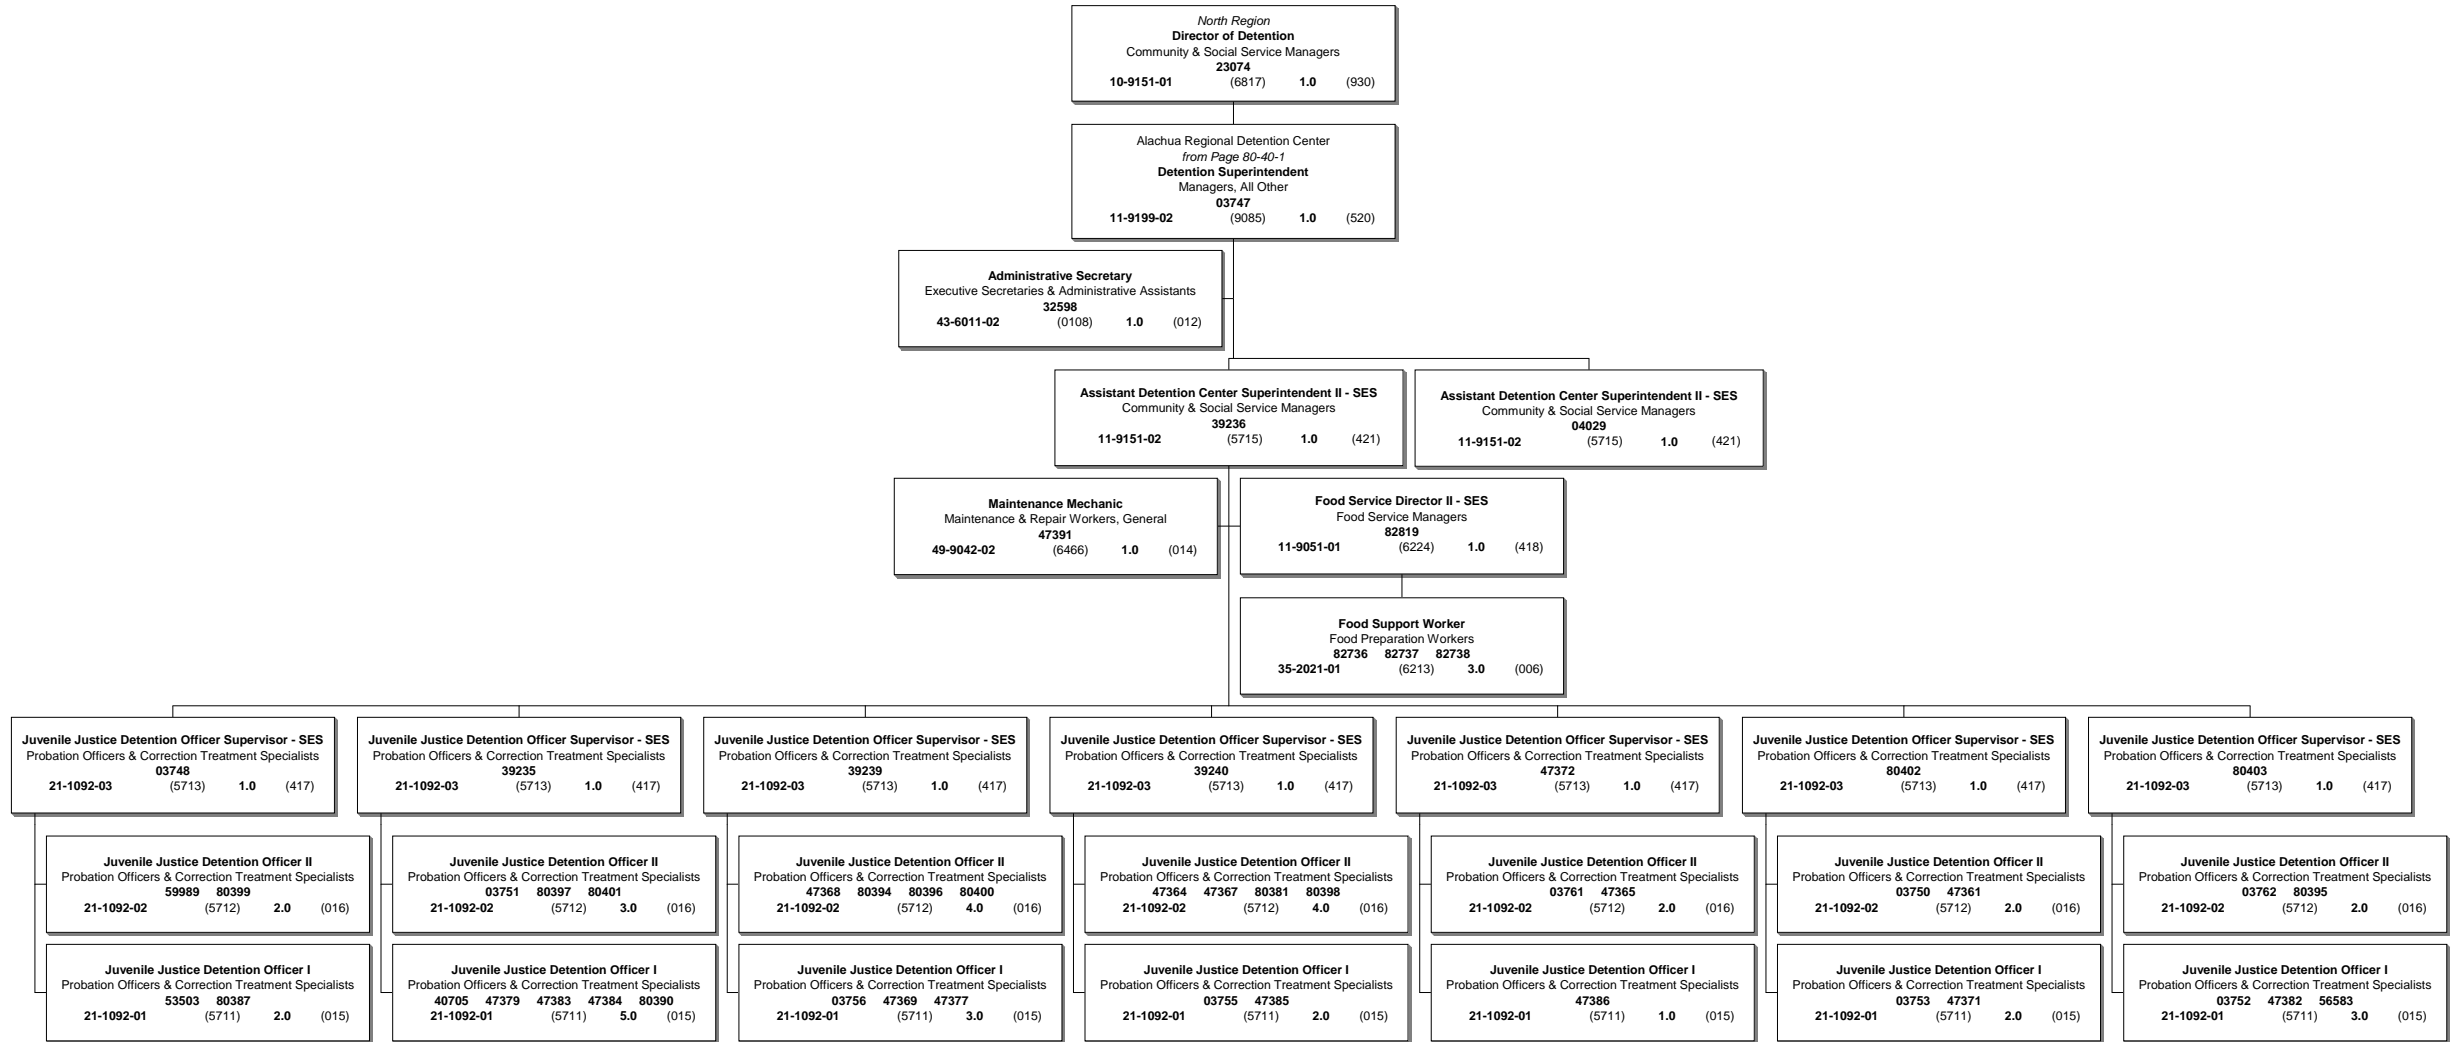 North Region
Director of Detention
Community & Social Service Managers
23074
10-9151-01 (6817) 1.0 (930)
Alachua Regional Detention Center
from Page 80-40-1
Detention Superintendent
Managers, All Other
03747
11-9199-02 (9085) 1.0 (520)
Administrative Secretary
Executive Secretaries & Administrative Assistants
32598
43-6011-02 (0108) 1.0 (012)
Assistant Detention Center Superintendent II - SES
Community & Social Service Managers
39236
11-9151-02 (5715) 1.0 (421)
Assistant Detention Center Superintendent II - SES
Community & Social Service Managers
04029
11-9151-02 (5715) 1.0 (421)
Maintenance Mechanic
Maintenance & Repair Workers, General
47391
49-9042-02 (6466) 1.0 (014)
Food Service Director II - SES
Food Service Managers
82819
11-9051-01 (6224) 1.0 (418)
Food Support Worker
Food Preparation Workers
82736 82737 82738
35-2021-01 (6213) 3.0 (006)
Juvenile Justice Detention Officer Supervisor - SES
Probation Officers & Correction Treatment Specialists
03748
21-1092-03 (5713) 1.0 (417)
Juvenile Justice Detention Officer Supervisor - SES
Probation Officers & Correction Treatment Specialists
39235
21-1092-03 (5713) 1.0 (417)
Juvenile Justice Detention Officer Supervisor - SES
Probation Officers & Correction Treatment Specialists
39239
21-1092-03 (5713) 1.0 (417)
Juvenile Justice Detention Officer Supervisor - SES
Probation Officers & Correction Treatment Specialists
39240
21-1092-03 (5713) 1.0 (417)
Juvenile Justice Detention Officer Supervisor - SES
Probation Officers & Correction Treatment Specialists
47372
21-1092-03 (5713) 1.0 (417)
Juvenile Justice Detention Officer Supervisor - SES
Probation Officers & Correction Treatment Specialists
80402
21-1092-03 (5713) 1.0 (417)
Juvenile Justice Detention Officer Supervisor - SES
Probation Officers & Correction Treatment Specialists
80403
21-1092-03 (5713) 1.0 (417)
Juvenile Justice Detention Officer II
Probation Officers & Correction Treatment Specialists
59989 80399
21-1092-02 (5712) 2.0 (016)
Juvenile Justice Detention Officer II
Probation Officers & Correction Treatment Specialists
03751 80397 80401
21-1092-02 (5712) 3.0 (016)
Juvenile Justice Detention Officer II
Probation Officers & Correction Treatment Specialists
47368 80394 80396 80400
21-1092-02 (5712) 4.0 (016)
Juvenile Justice Detention Officer II
Probation Officers & Correction Treatment Specialists
47364 47367 80381 80398
21-1092-02 (5712) 4.0 (016)
Juvenile Justice Detention Officer II
Probation Officers & Correction Treatment Specialists
03761 47365
21-1092-02 (5712) 2.0 (016)
Juvenile Justice Detention Officer II
Probation Officers & Correction Treatment Specialists
03750 47361
21-1092-02 (5712) 2.0 (016)
Juvenile Justice Detention Officer II
Probation Officers & Correction Treatment Specialists
03762 80395
21-1092-02 (5712) 2.0 (016)
Juvenile Justice Detention Officer I
Probation Officers & Correction Treatment Specialists
53503 80387
21-1092-01 (5711) 2.0 (015)
Juvenile Justice Detention Officer I
Probation Officers & Correction Treatment Specialists
40705 47379 47383 47384 80390
21-1092-01 (5711) 5.0 (015)
Juvenile Justice Detention Officer I
Probation Officers & Correction Treatment Specialists
03756 47369 47377
21-1092-01 (5711) 3.0 (015)
Juvenile Justice Detention Officer I
Probation Officers & Correction Treatment Specialists
03755 47385
21-1092-01 (5711) 2.0 (015)
Juvenile Justice Detention Officer I
Probation Officers & Correction Treatment Specialists
47386
21-1092-01 (5711) 1.0 (015)
Juvenile Justice Detention Officer I
Probation Officers & Correction Treatment Specialists
03753 47371
21-1092-01 (5711) 2.0 (015)
Juvenile Justice Detention Officer I
Probation Officers & Correction Treatment Specialists
03752 47382 56583
21-1092-01 (5711) 3.0 (015)